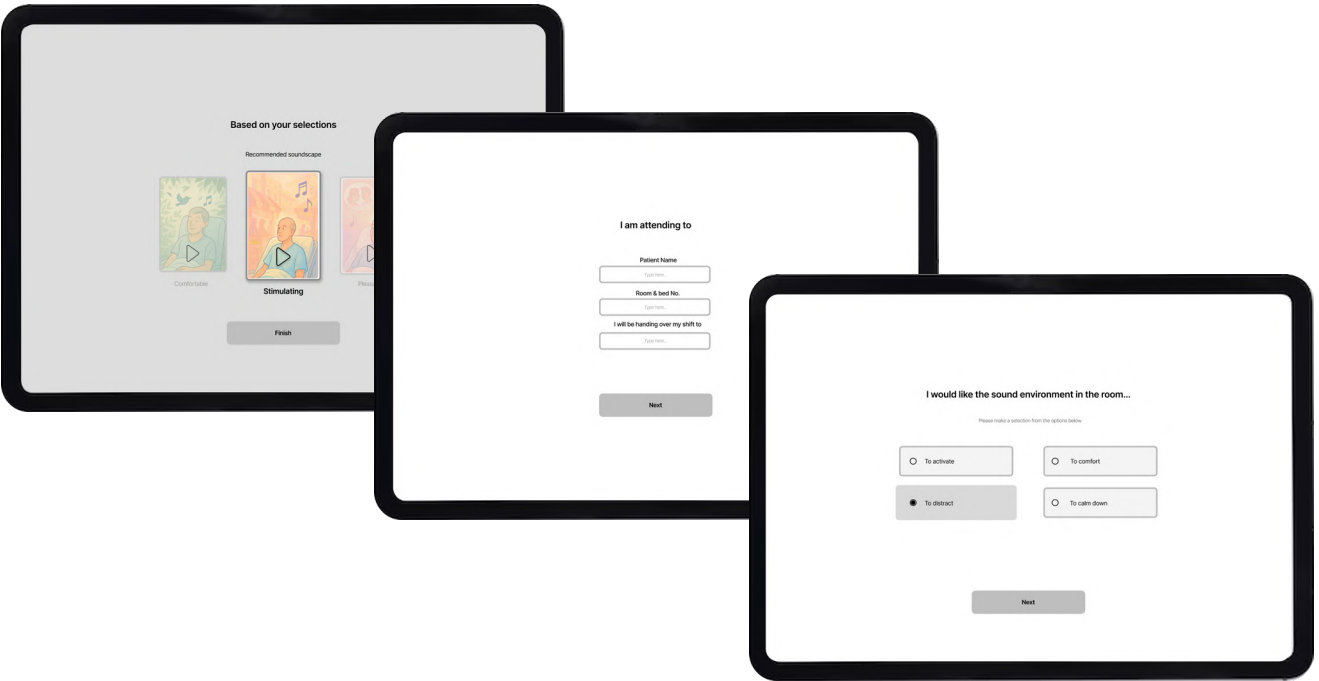 Based on your selections
Recommended soundscape
Comfortable
Stimulating
Finish
I am attending to
Patient Name
Type here..
Room & bed No.
Type here..
I will be handing over my shift to
Type here..
Next
I would like the sound environment in the room...
Please make a selection from the options below
To activate
To comfort
To distract
To calm down
Next